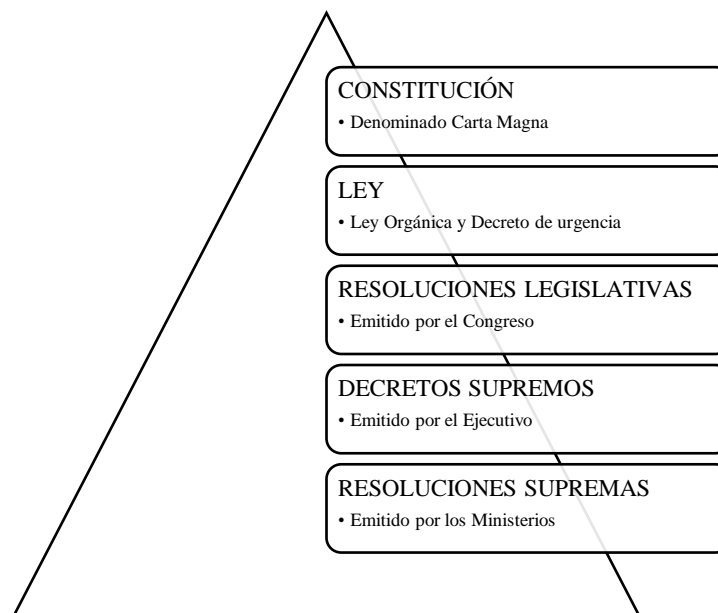 CONSTITUCIÓN
• Denominado Carta Magna
LEY
• Ley Orgánica y Decreto de urgencia
RESOLUCIONES LEGISLATIVAS
• Emitido por el Congreso
DECRETOS SUPREMOS
• Emitido por el Ejecutivo
RESOLUCIONES SUPREMAS
• Emitido por los Ministerios